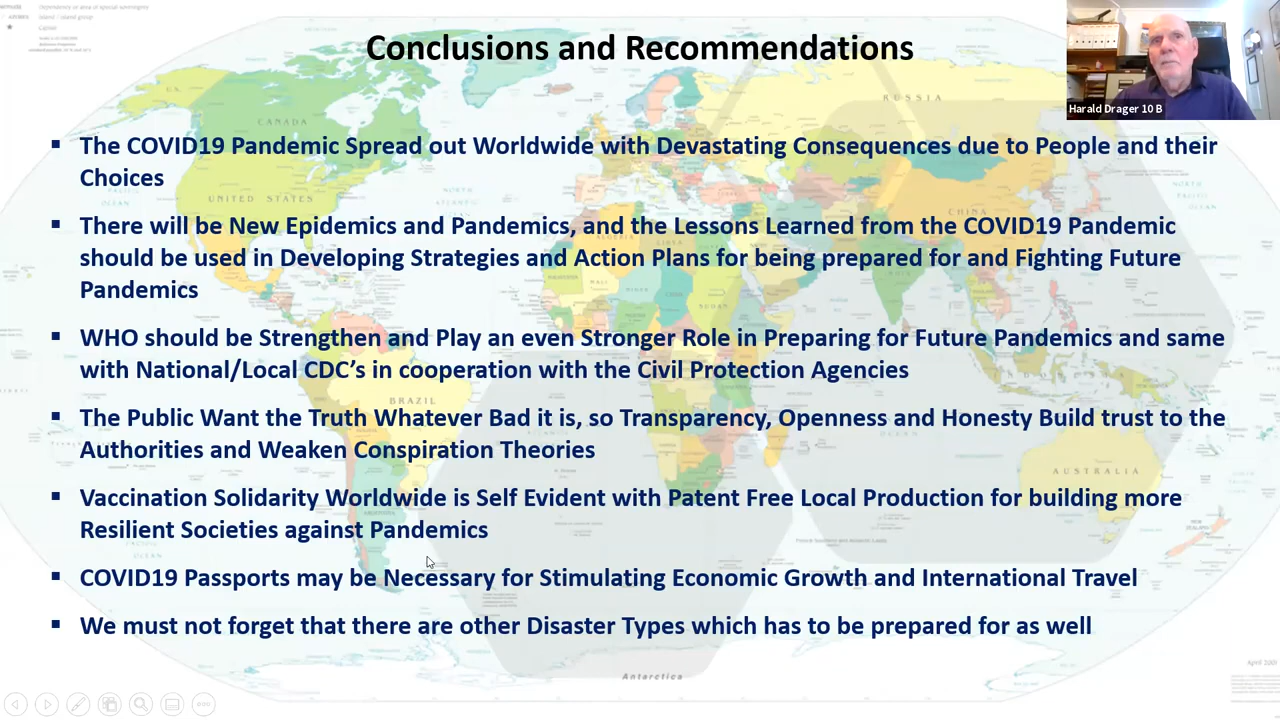 Conclusions and Recommendations
Harald Drager 10 B
▪ The COVID19 Pandemic Spread out Worldwide with Devastating Consequences due to People and their
Choices
▪ There will be New Epidemics and Pandemics, and the Lessons Learned from the COVID19 Pandemic
should be used in Developing Strategies and Action Plans for being prepared for and Fighting Future
Pandemics
▪ WHO should be Strengthen and Play an even Stronger Role in Preparing for Future Pandemics and same
with National/Local CDC’s in cooperation with the Civil Protection Agencies
▪ The Public Want the Truth Whatever Bad it is, so Transparency, Openness and Honesty Build trust to the
Authorities and Weaken Conspiration Theories
▪ Vaccination Solidarity Worldwide is Self Evident with Patent Free Local Production for building more
Resilient Societies against Pandemics
▪ COVID19 Passports may be Necessary for Stimulating Economic Growth and International Travel
▪ We must not forget that there are other Disaster Types which has to be prepared for as well
RUSSIA
CANADA
UNITED STATES
CHINA
BRAZIL
AUSTRALIA
Antarctica